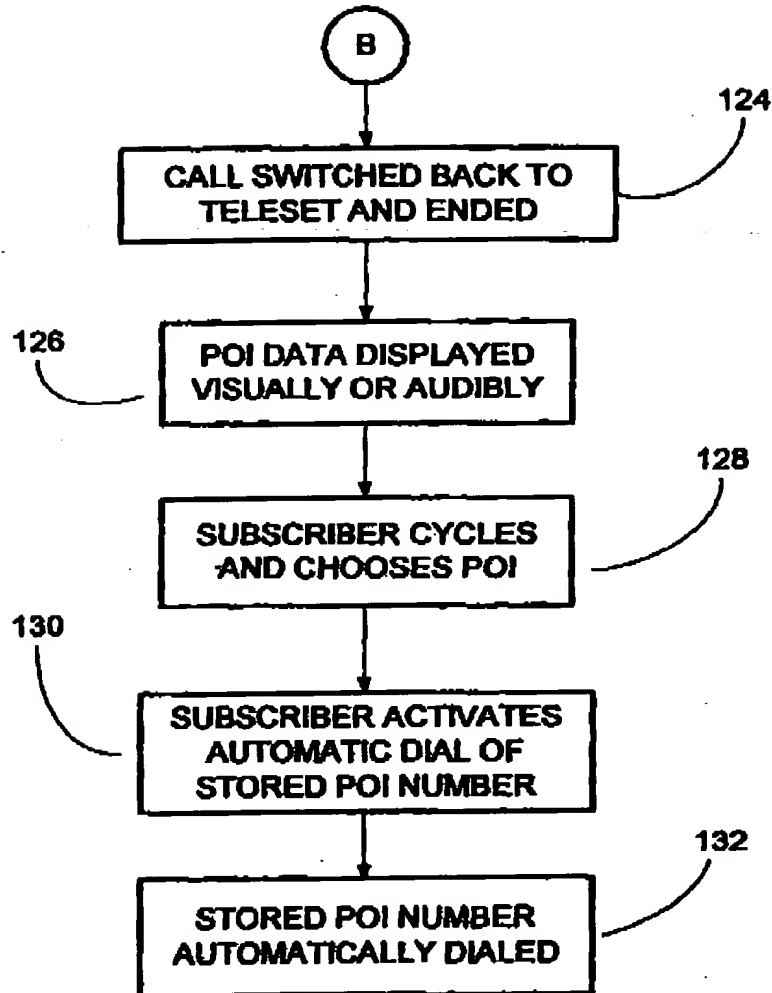 B
124
CALL SWITCHED BACK TO
TELESET AND ENDED
126
POI DATA DISPLAYED
VISUALLY OR AUDIBLY
128
SUBSCRIBER CYCLES
AND CHOOSES POI
130
SUBSCRIBER ACTIVATES
AUTOMATIC DIAL OF
STORED POI NUMBER
132
STORED POI NUMBER
AUTOMATICALLY DIALED